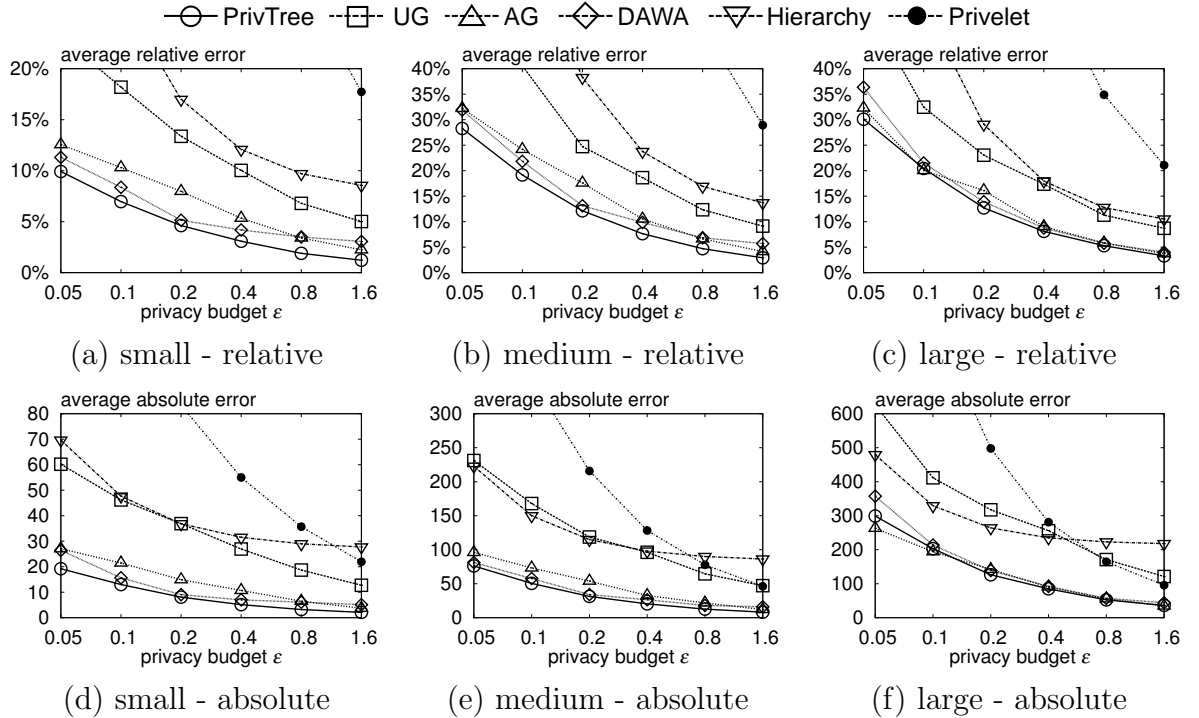 PrivTree UG AG DAWA Hierarchy Privelet
average relative error
20%
15%
10%
5%
0%
0.05 0.1 0.2 0.4 0.8 1.6
privacy budget ε
(a) small - relative
average relative error
40%
35%
30%
25%
20%
15%
10%
5%
0%
0.05 0.1 0.2 0.4 0.8 1.6
privacy budget ε
(b) medium - relative
average relative error
40%
35%
30%
25%
20%
15%
10%
5%
0%
0.05 0.1 0.2 0.4 0.8 1.6
privacy budget ε
(c) large - relative
average absolute error
80
70
60
50
40
30
20
10
0
0.05 0.1 0.2 0.4 0.8 1.6
privacy budget ε
(d) small - absolute
average absolute error
300
250
200
150
100
50
0
0.05 0.1 0.2 0.4 0.8 1.6
privacy budget ε
(e) medium - absolute
average absolute error
600
500
400
300
200
100
0
0.05 0.1 0.2 0.4 0.8 1.6
privacy budget ε
(f) large - absolute